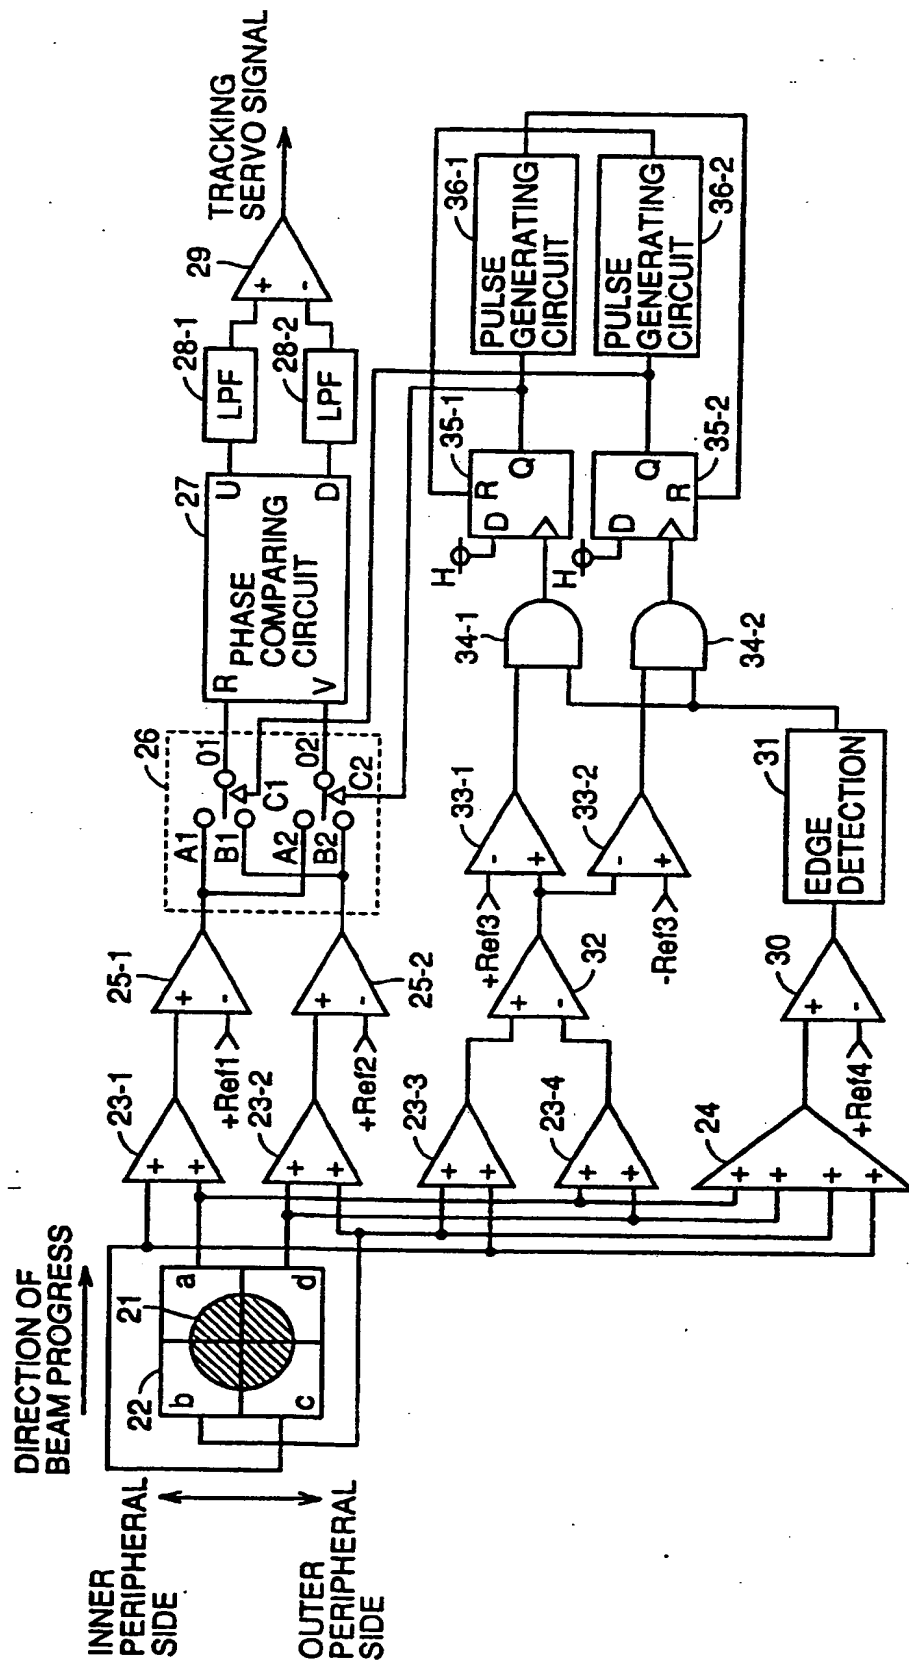 DIRECTION OF
BEAM PROGRESS
INNER
PERIPHERAL
SIDE
OUTER
PERIPHERAL
SIDE
22
21
b
a
c
d
23-1
+
+
23-2
+
+
23-3
+
+
23-4
+
+
24
+
+
+
+
25-1
+
-
+Ref1
25-2
+
-
+Ref2
26
A1
B1
A2
B2
O1
O2
C1
C2
27
R
V
PHASE
COMPARING
CIRCUIT
U
D
28-1
LPF
28-2
LPF
29
+
-
TRACKING
SERVO SIGNAL
32
+
-
33-1
-
+
+Ref3
33-2
-
+
-Ref3
30
+
-
+Ref4
31
EDGE
DETECTION
34-1
34-2
H
D
R
Q
35-1
H
D
R
Q
35-2
36-1
PULSE
GENERATING
CIRCUIT
36-2
PULSE
GENERATING
CIRCUIT